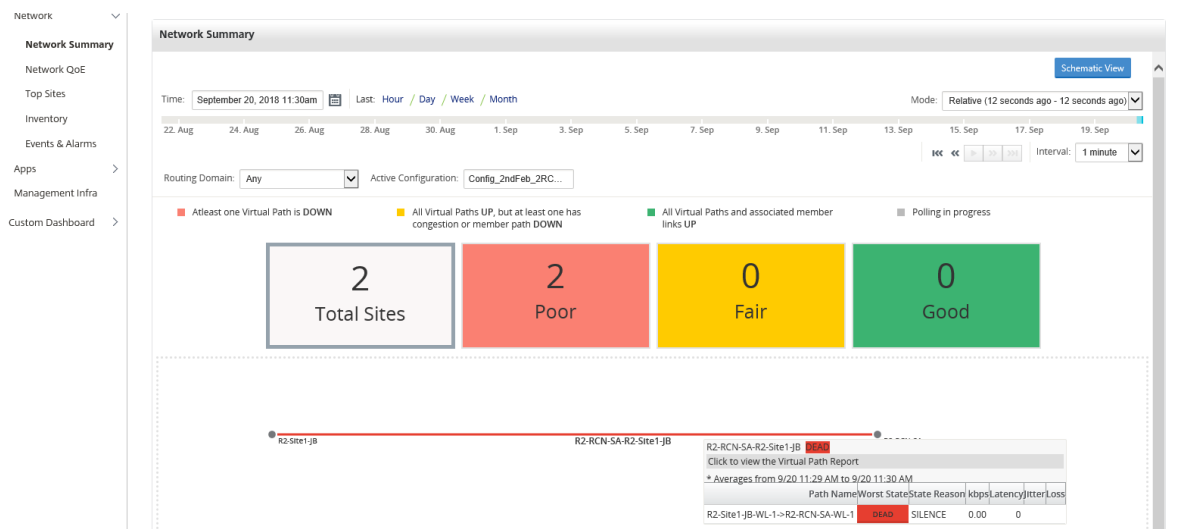 Network
Network Summary
Network QoE
Top Sites
Inventory
Events & Alarms
Apps
Management Infra
Custom Dashboard
Network Summary
Schematic View
Time: September 20, 2018 11:30am Last: Hour / Day / Week / Month
Mode: Relative (12 seconds ago - 12 seconds ago)
22. Aug 24. Aug 26. Aug 28. Aug 30. Aug 1. Sep 3. Sep 5. Sep 7. Sep 9. Sep 11. Sep 13. Sep 15. Sep 17. Sep 19. Sep
Interval: 1 minute
Routing Domain: Any Active Configuration: Config_2ndFeb_2RC...
Atleast one Virtual Path is DOWN
All Virtual Paths UP, but at least one has
congestion or member path DOWN
All Virtual Paths and associated member
links UP
Polling in progress
2
Total Sites
2
Poor
0
Fair
0
Good
R2-Site1-JB
R2-RCN-SA-R2-Site1-JB
R2-RCN-SA-R2-Site1-JB DEAD
Click to view the Virtual Path Report
* Averages from 9/20 11:29 AM to 9/20 11:30 AM
Path Name Worst State State Reason kbps Latency Jitter Loss
R2-Site1-JB-WL-1->R2-RCN-SA-WL-1 DEAD SILENCE 0.00 0